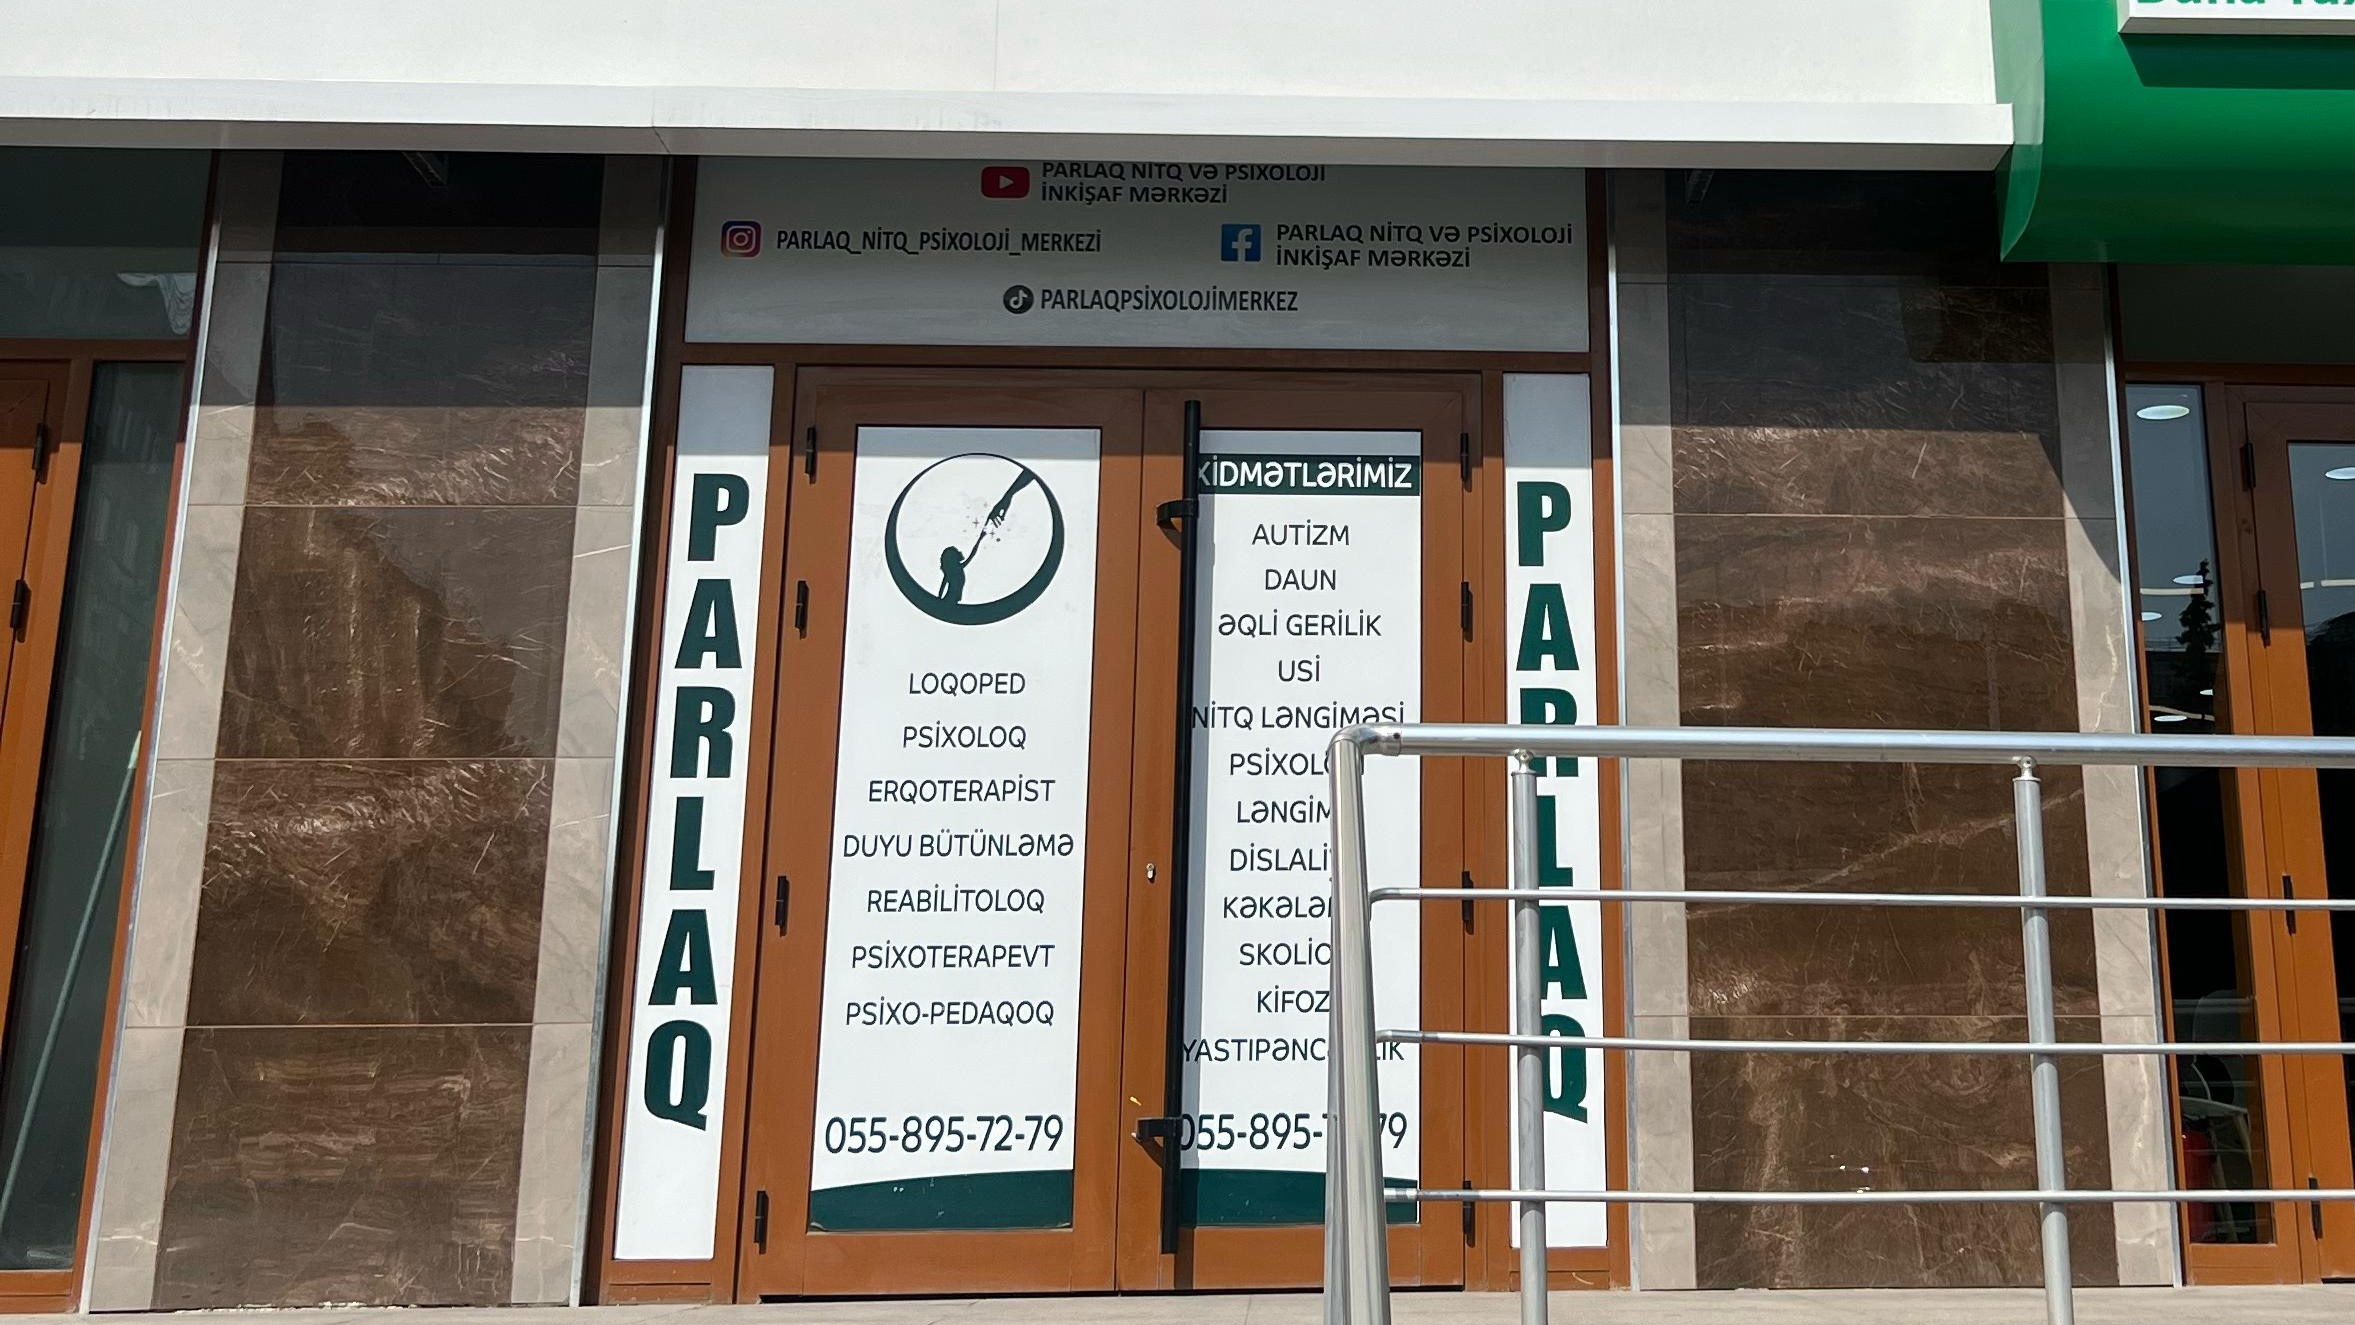 PARLAQ NİTQ VƏ PSİXOLOJİ
İNKİŞAF MƏRKƏZİ
PARLAQ_NİTQ_PSİXOLOJİ_MERKEZİ
PARLAQ NİTQ VƏ PSİXOLOJİ
İNKİŞAF MƏRKƏZİ
PARLAQPSİXOLOJİMERKEZ
PARLAQ
LOQOPED
PSİXOLOQ
ERQOTERAPİST
DUYU BÜTÜNLƏMƏ
REABİLİTOLOQ
PSİXOTERAPEVT
PSİXO-PEDAQOQ
055-895-72-79
XİDMƏTLƏRİMİZ
AUTİZM
DAUN
ƏQLİ GERİLİK
USİ
NİTQ LƏNGİMƏSİ
KİFOZ
PARLAQ